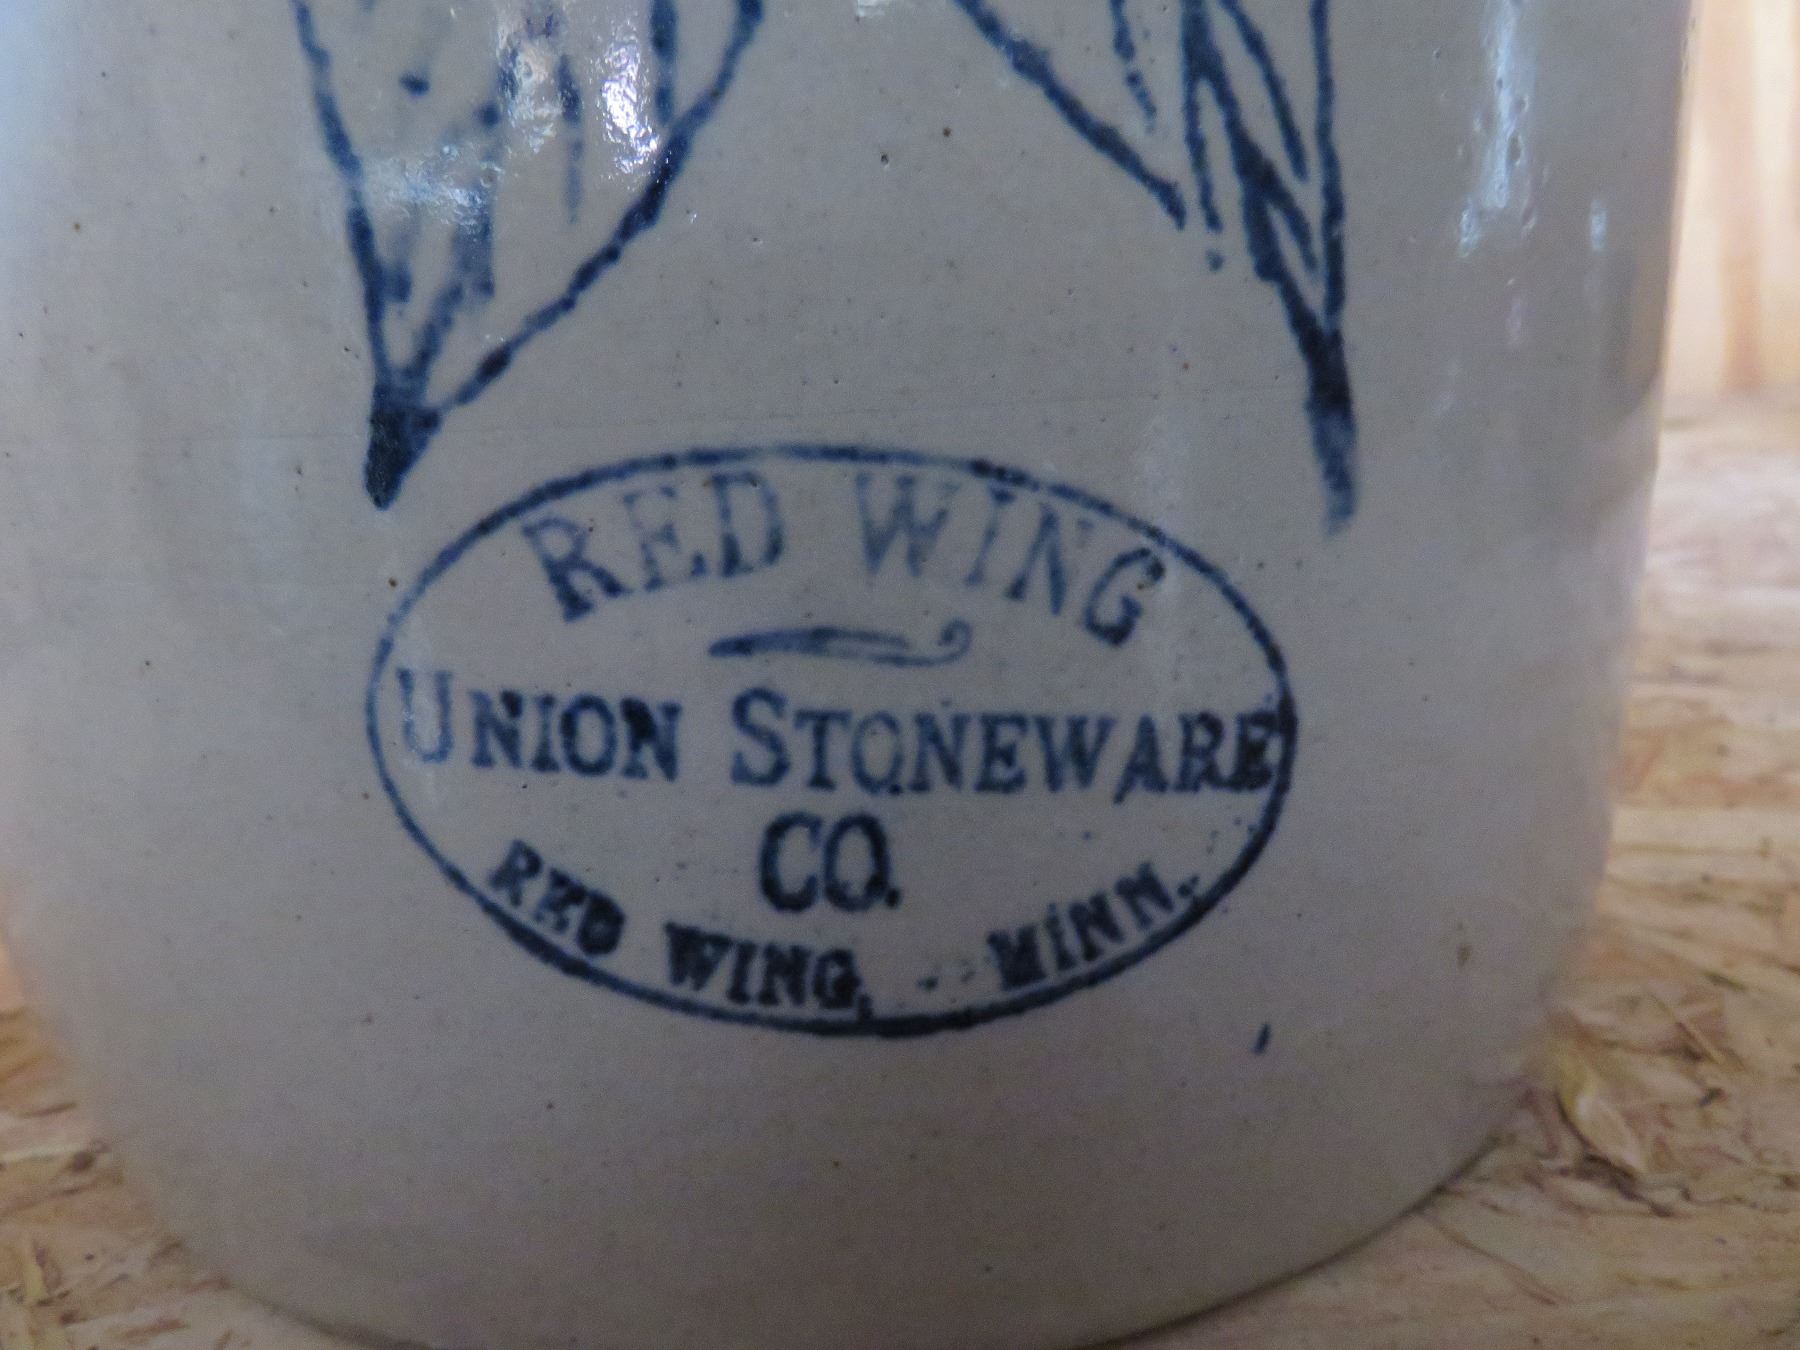 RED WING
UNION STONEWARE
CO.
RED WING, MINN.